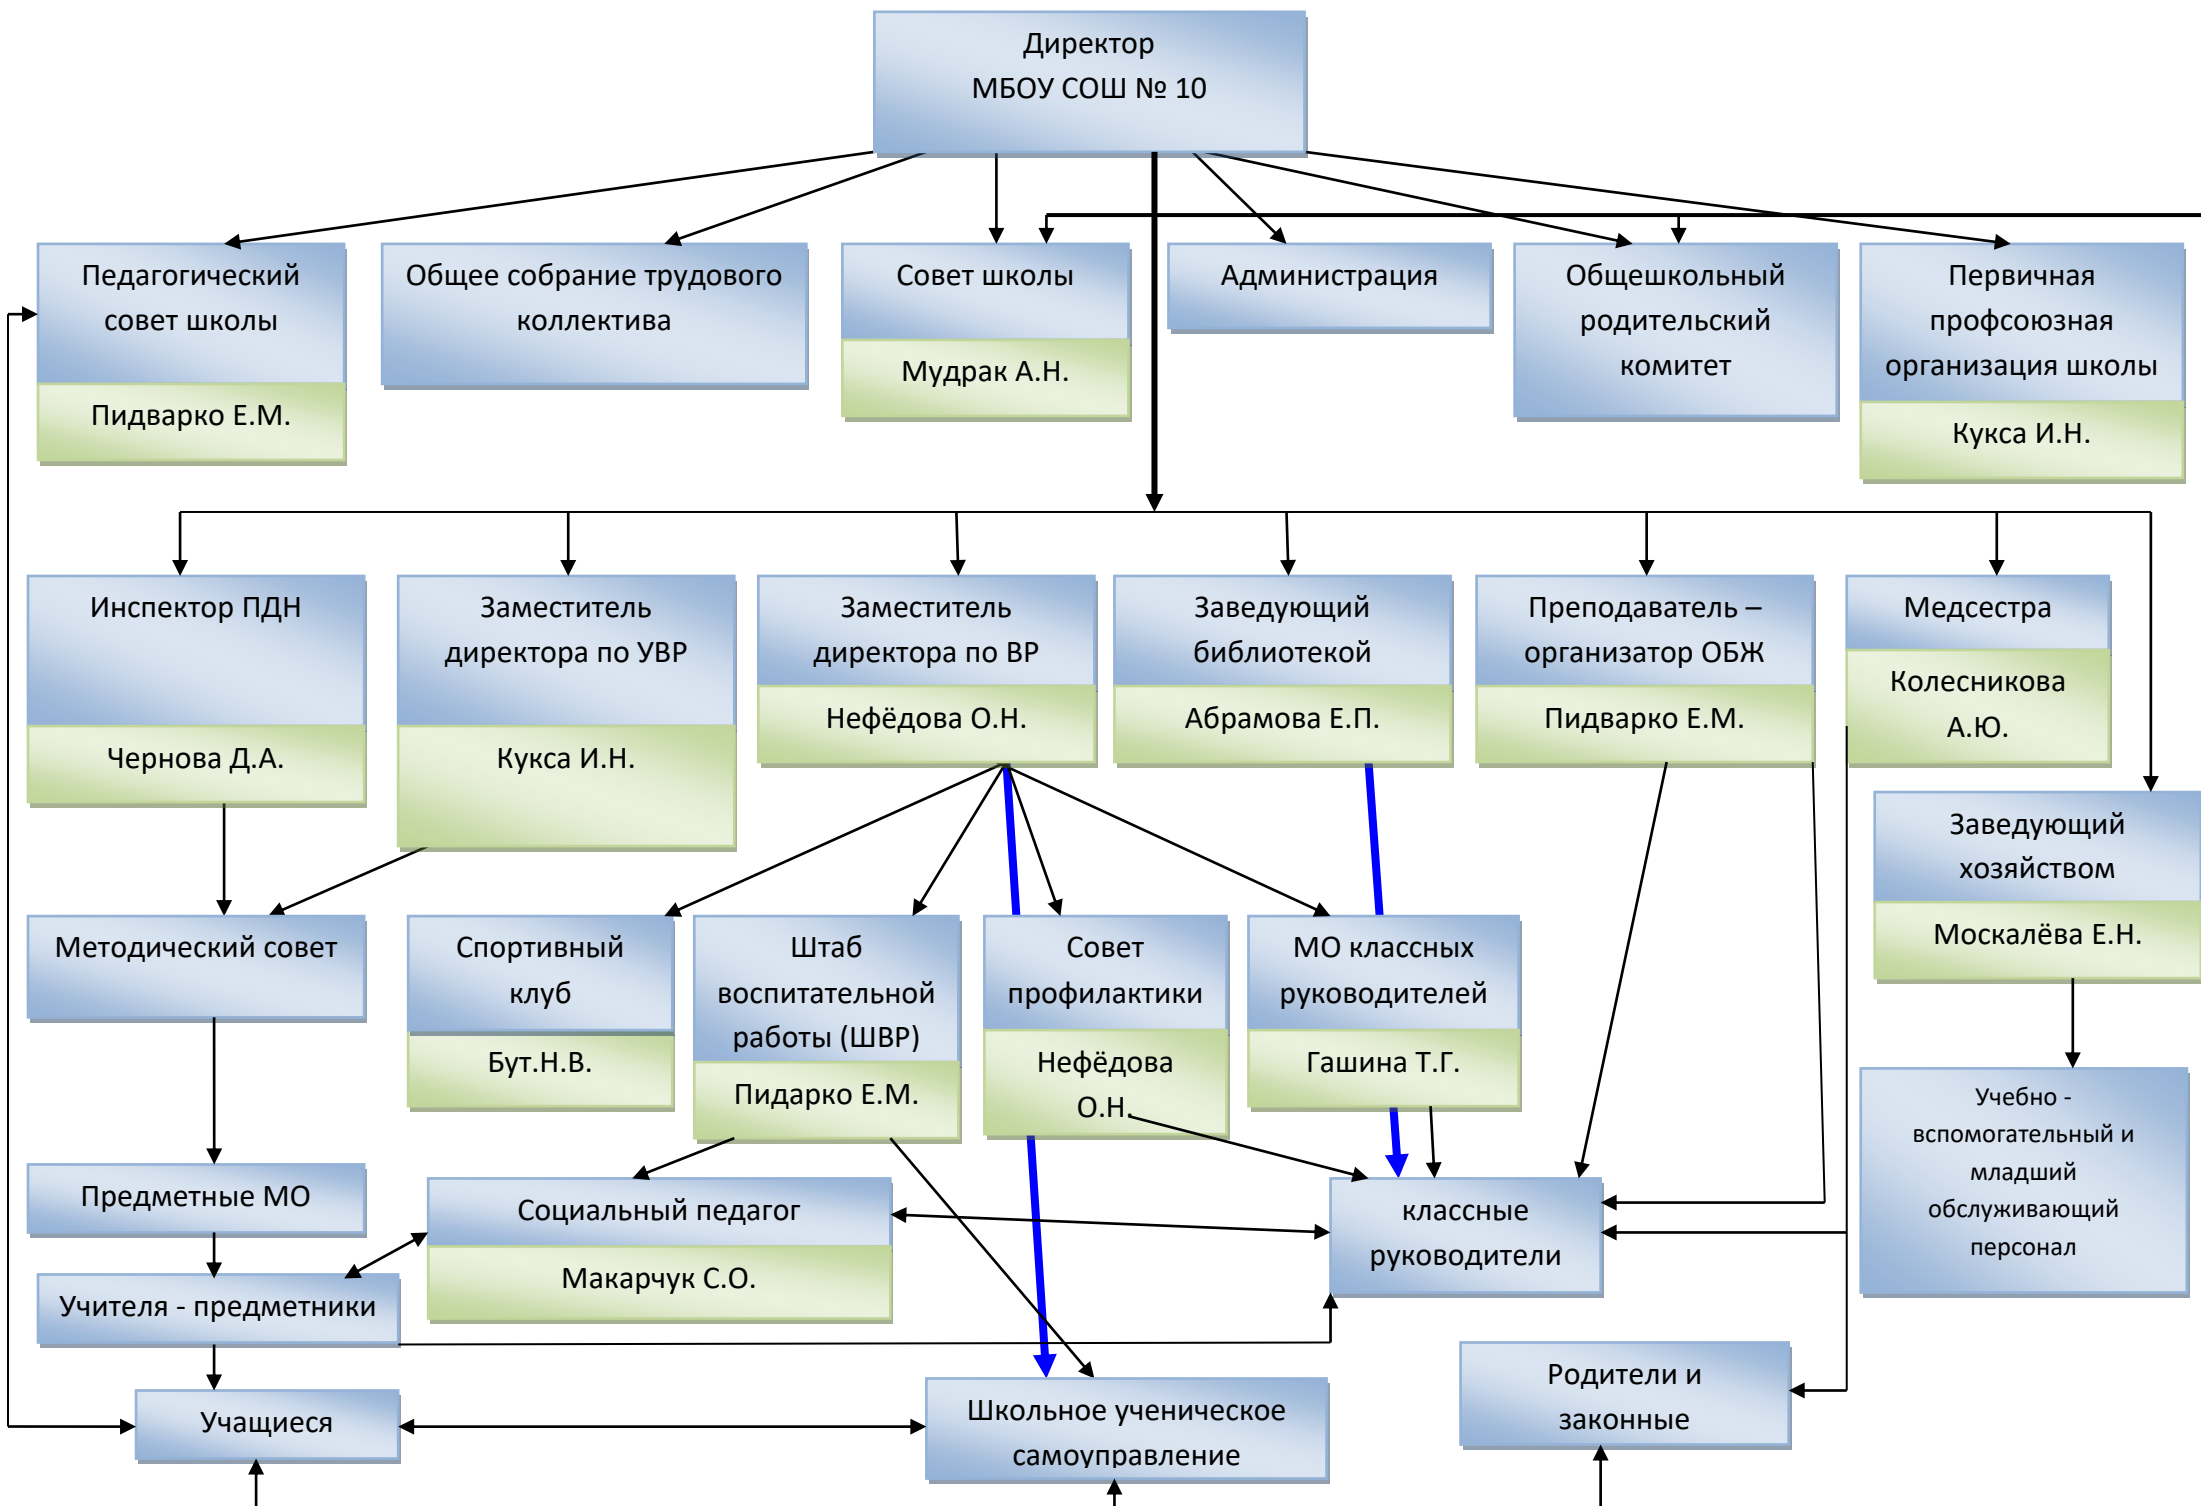 Директор
МБОУ СОШ № 10
Педагогический
совет школы
Пидварко Е.М.
Общее собрание трудового
коллектива
Совет школы
Мудрак А.Н.
Администрация
Общешкольный
родительский
комитет
Первичная
профсоюзная
организация школы
Кукса И.Н.
Инспектор ПДН
Чернова Д.А.
Заместитель
директора по УВР
Кукса И.Н.
Заместитель
директора по ВР
Нефёдова О.Н.
Заведующий
библиотекой
Абрамова Е.П.
Преподаватель –
организатор ОБЖ
Пидварко Е.М.
Медсестра
Колесникова
А.Ю.
Заведующий
хозяйством
Москалёва Е.Н.
Методический совет
Спортивный
клуб
Бут.Н.В.
Штаб
воспитательной
работы (ШВР)
Пидарко Е.М.
Совет
профилактики
Нефёдова
О.Н.
МО классных
руководителей
Гашина Т.Г.
Учебно -
вспомогательный и
младший
обслуживающий
персонал
Предметные МО
Социальный педагог
Макарчук С.О.
классные
руководители
Учителя - предметники
Учащиеся
Школьное ученическое
самоуправление
Родители и
законные